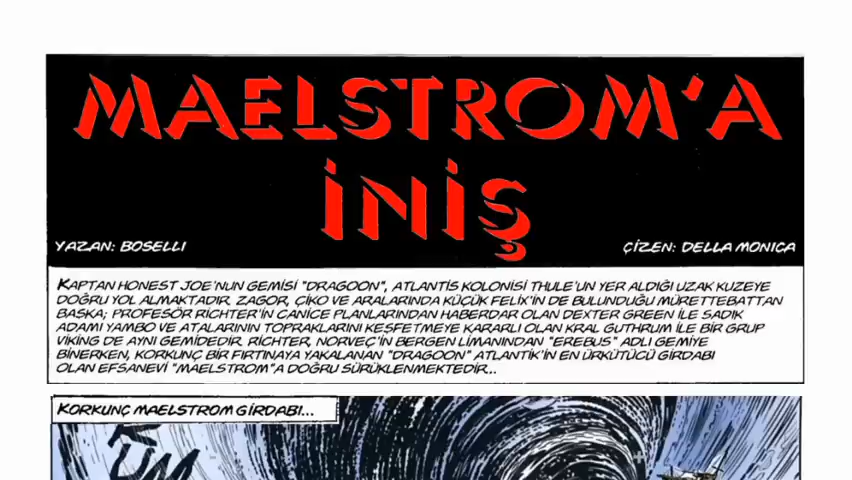 MAELSTROM'A
İNİŞ
YAZAN: BOSELLI
ÇİZEN: DELLA MONICA
KAPTAN HONEST JOE'NUN GEMİSİ "DRAGOON", ATLANTİS KOLONİSİ THULE'UN YER ALDIĞI UZAK KUZEYE
DOĞRU YOL ALMAKTADIR. ZAGOR, ÇİKO VE ARALARINDA KÜÇÜK FELİX'İN DE BULUNDUĞU MÜRETTEBATTAN
BAŞKA; PROFESÖR RICHTER'İN CANİCE PLANLARINDAN HABERDAR OLAN DEXTER GREEN İLE SADIK
ADAMI YAMBO VE ATALARININ TOPRAKLARINI KEŞFETMEYE KARARLI OLAN KRAL GUTHRUM İLE BİR GRUP
VİKİNG DE AYNI GEMİDEDİR. RICHTER, NORVEÇ'İN BERGEN LİMANINDAN "EREBUS" ADLI GEMİYE
BİNERKEN, KORKUNÇ BİR FIRTINAYA YAKALANAN "DRAGOON" ATLANTİK'İN EN ÜRKÜTÜCÜ GİRDABI
OLAN EFSANEVİ "MAELSTROM"A DOĞRU SÜRÜKLENMEKTEDİR...
KORKUNÇ MAELSTROM GİRDABI...